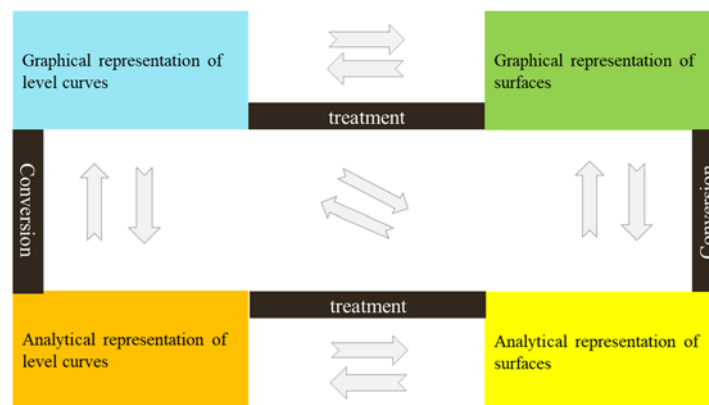 Graphical representation of
level curves
Graphical representation of
surfaces
treatment
Conversion
Conversion
treatment
Analytical representation of
level curves
Analytical representation of
surfaces